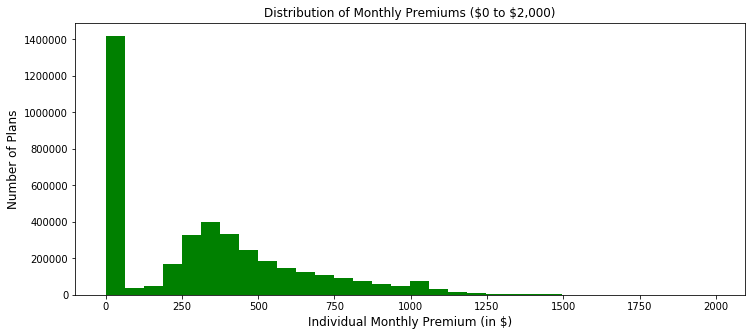 Distribution of Monthly Premiums ($0 to $2,000)
1400000
1200000
1000000
800000
600000
400000
200000
0
Number of Plans
0 250 500 750 1000 1250 1500 1750 2000
Individual Monthly Premium (in $)